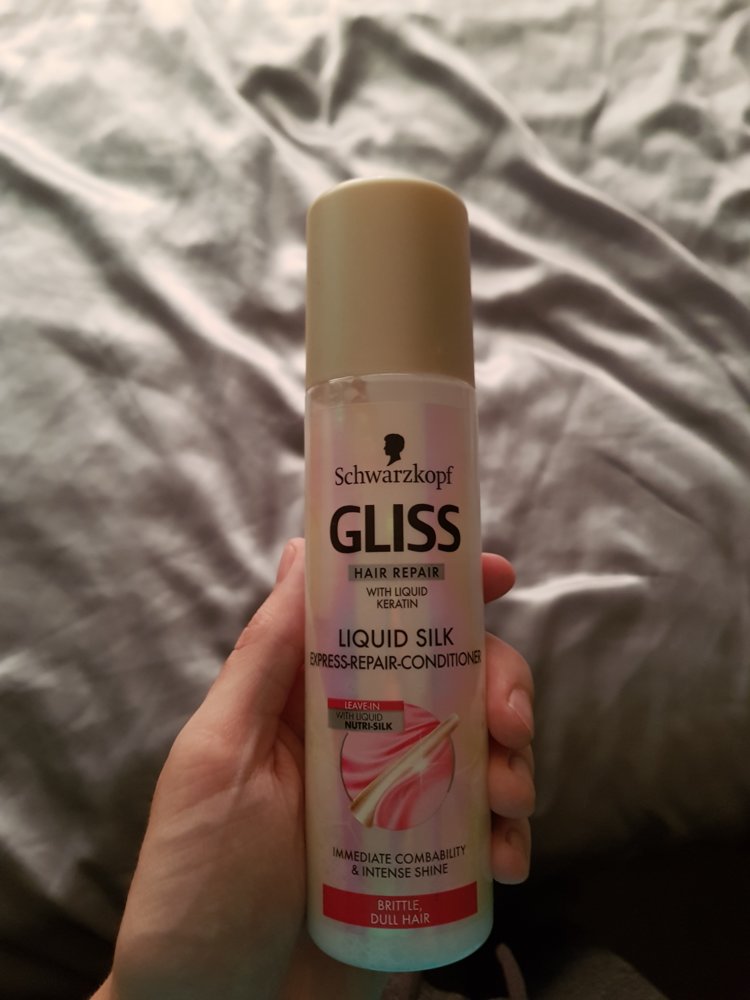 Schwarzkopf
GLISS
HAIR REPAIR
WITH LIQUID
KERATIN
LIQUID SILK
EXPRESS-REPAIR-CONDITIONER
LEAVE-IN
WITH LIQUID
NUTRI-SILK
IMMEDIATE COMBABILITY
& INTENSE SHINE
BRITTLE,
DULL HAIR